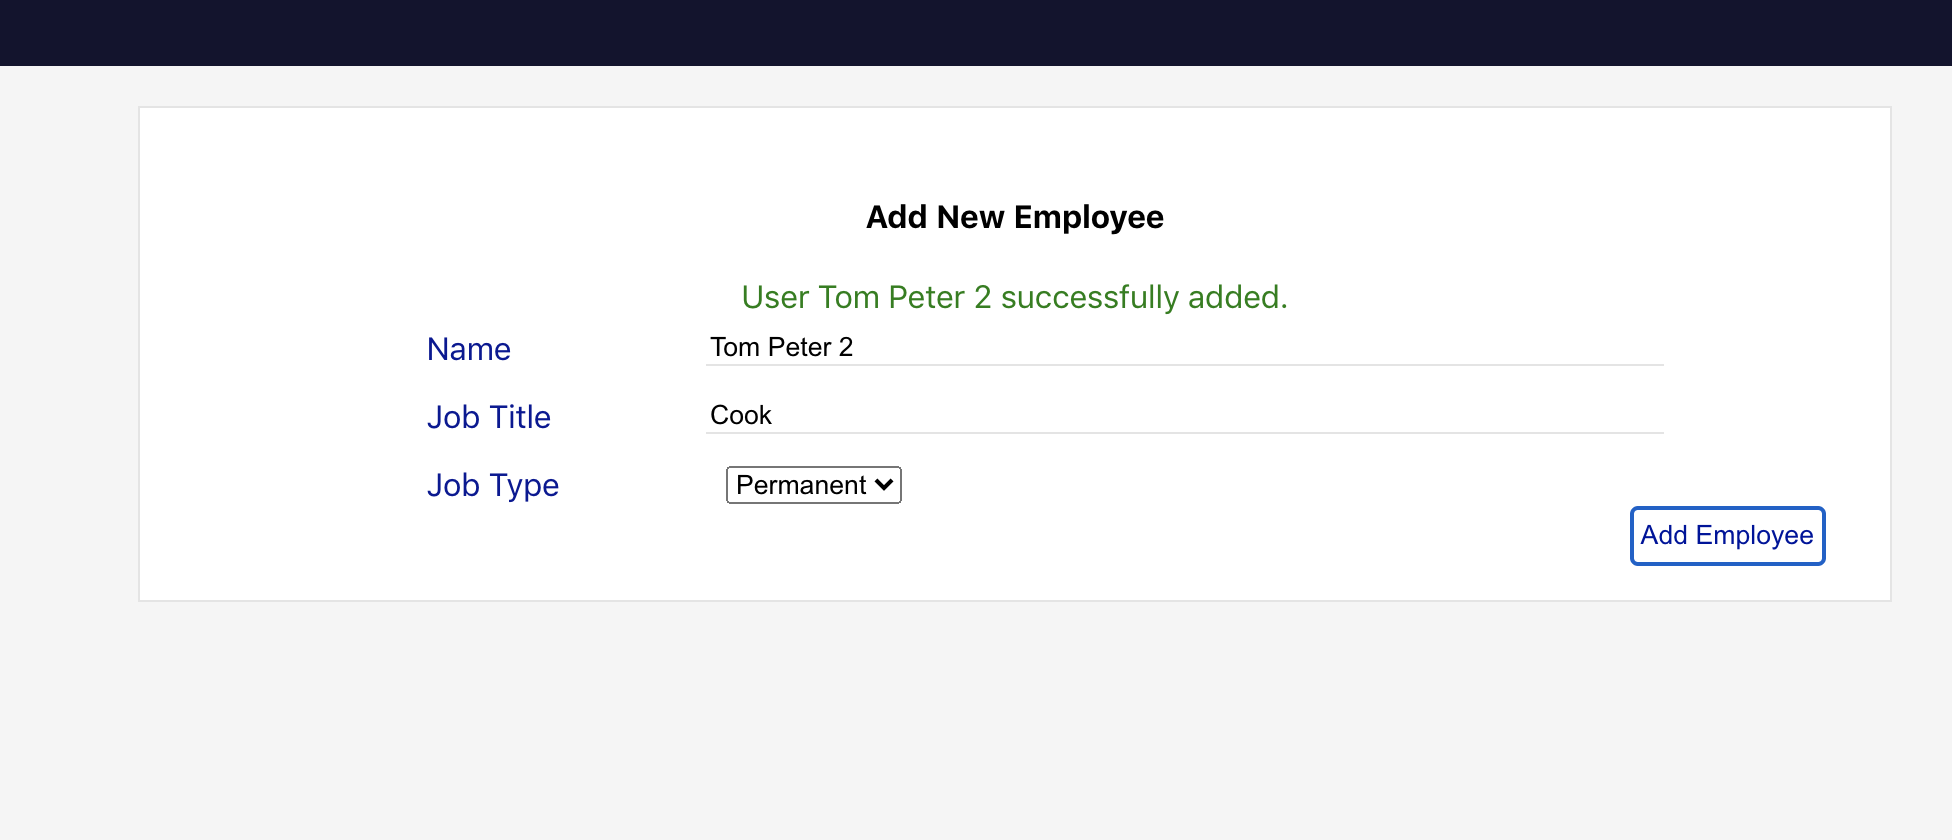 Add New Employee
User Tom Peter 2 successfully added.
Name Tom Peter 2
Job Title Cook
Job Type Permanent
Add Employee